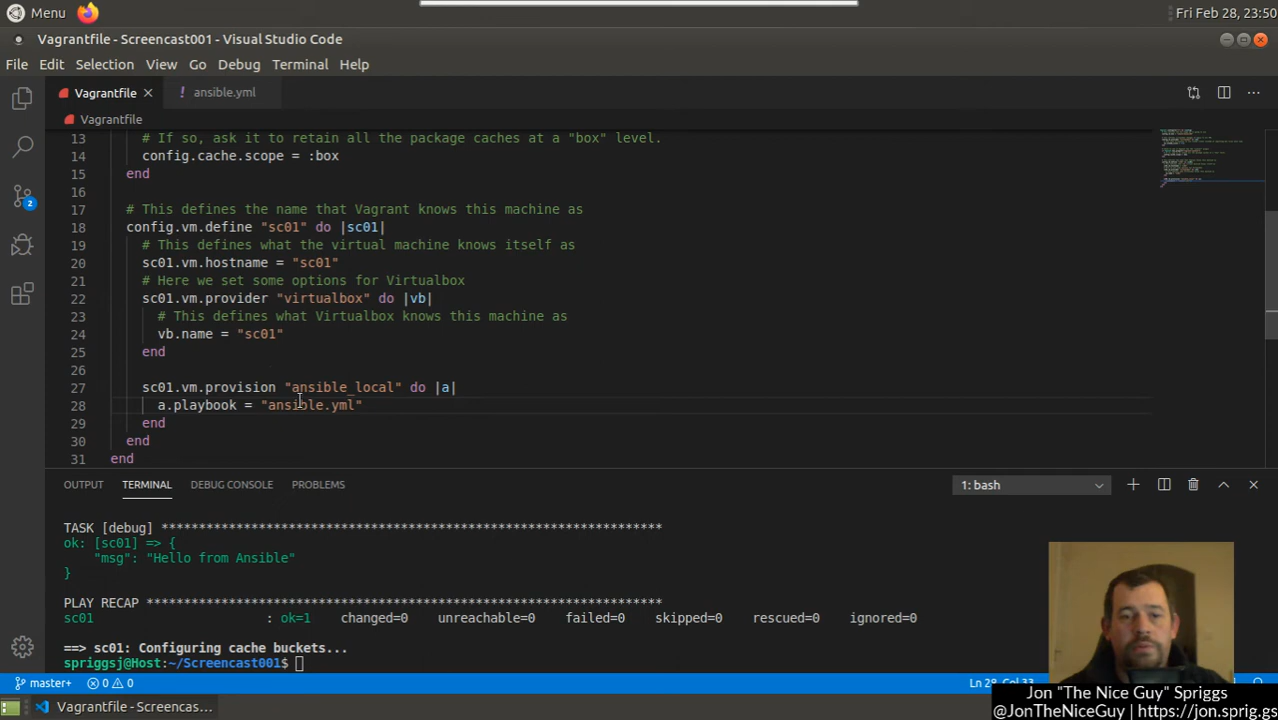 Menu
Fri Feb 28, 23:50
Vagrantfile - Screencast001 - Visual Studio Code
File Edit Selection View Go Debug Terminal Help
Vagrantfile
ansible.yml
Vagrantfile
13 # If so, ask it to retain all the package caches at a "box" level.
14 config.cache.scope = :box
15 end
16
17 # This defines the name that Vagrant knows this machine as
18 config.vm.define "sc01" do |sc01|
19 # This defines what the virtual machine knows itself as
20 sc01.vm.hostname = "sc01"
21 # Here we set some options for Virtualbox
22 sc01.vm.provider "virtualbox" do |vb|
23 # This defines what Virtualbox knows this machine as
24 vb.name = "sc01"
25 end
26
27 sc01.vm.provision "ansible_local" do |a|
28 a.playbook = "ansible.yml"
29 end
30 end
31 end
2
OUTPUT TERMINAL DEBUG CONSOLE PROBLEMS
1: bash
TASK [debug] *******************************************************************
ok: [sc01] => {
"msg": "Hello from Ansible"
}
PLAY RECAP *********************************************************************
sc01 : ok=1 changed=0 unreachable=0 failed=0 skipped=0 rescued=0 ignored=0
==> sc01: Configuring cache buckets...
spriggsj@Host:~/Screencast001$
master+ 0 0
Ln 28, Col 33
Vagrantfile - Screencas...
Jon "The Nice Guy" Spriggs
@JonTheNiceGuy | https://jon.sprig.gs